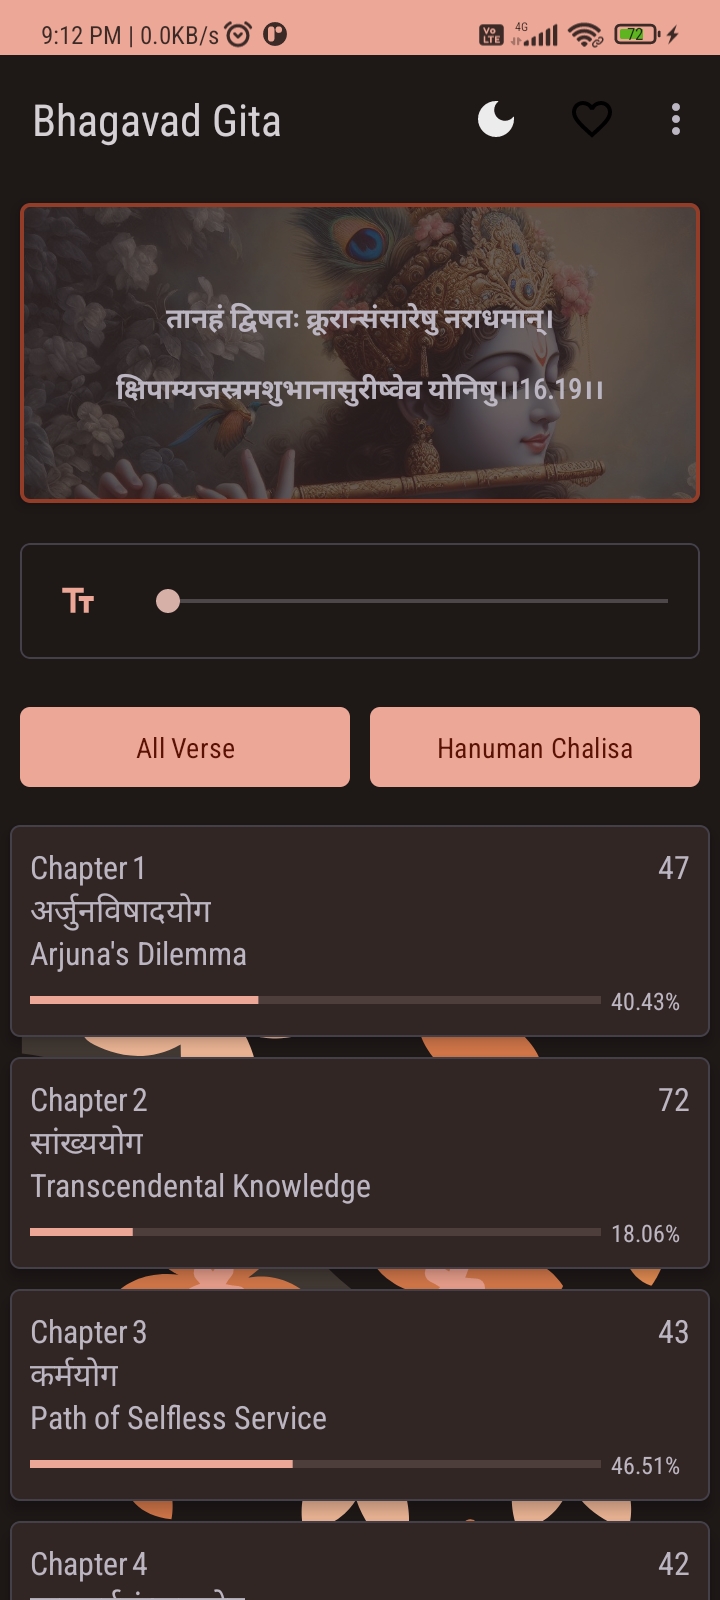 9:12 PM | 0.0KB/s Vo LTE 4G 72
Bhagavad Gita
तानहं द्विषतः क्रूरान्संसारेषु नराधमान्।
क्षिपाम्यजस्रमशुभानासुरीष्वेव योनिषु।।16.19।।
All Verse Hanuman Chalisa
Chapter 1 47
अर्जुनविषादयोग
Arjuna's Dilemma
40.43%
Chapter 2 72
सांख्ययोग
Transcendental Knowledge
18.06%
Chapter 3 43
कर्मयोग
Path of Selfless Service
46.51%
Chapter 4 42